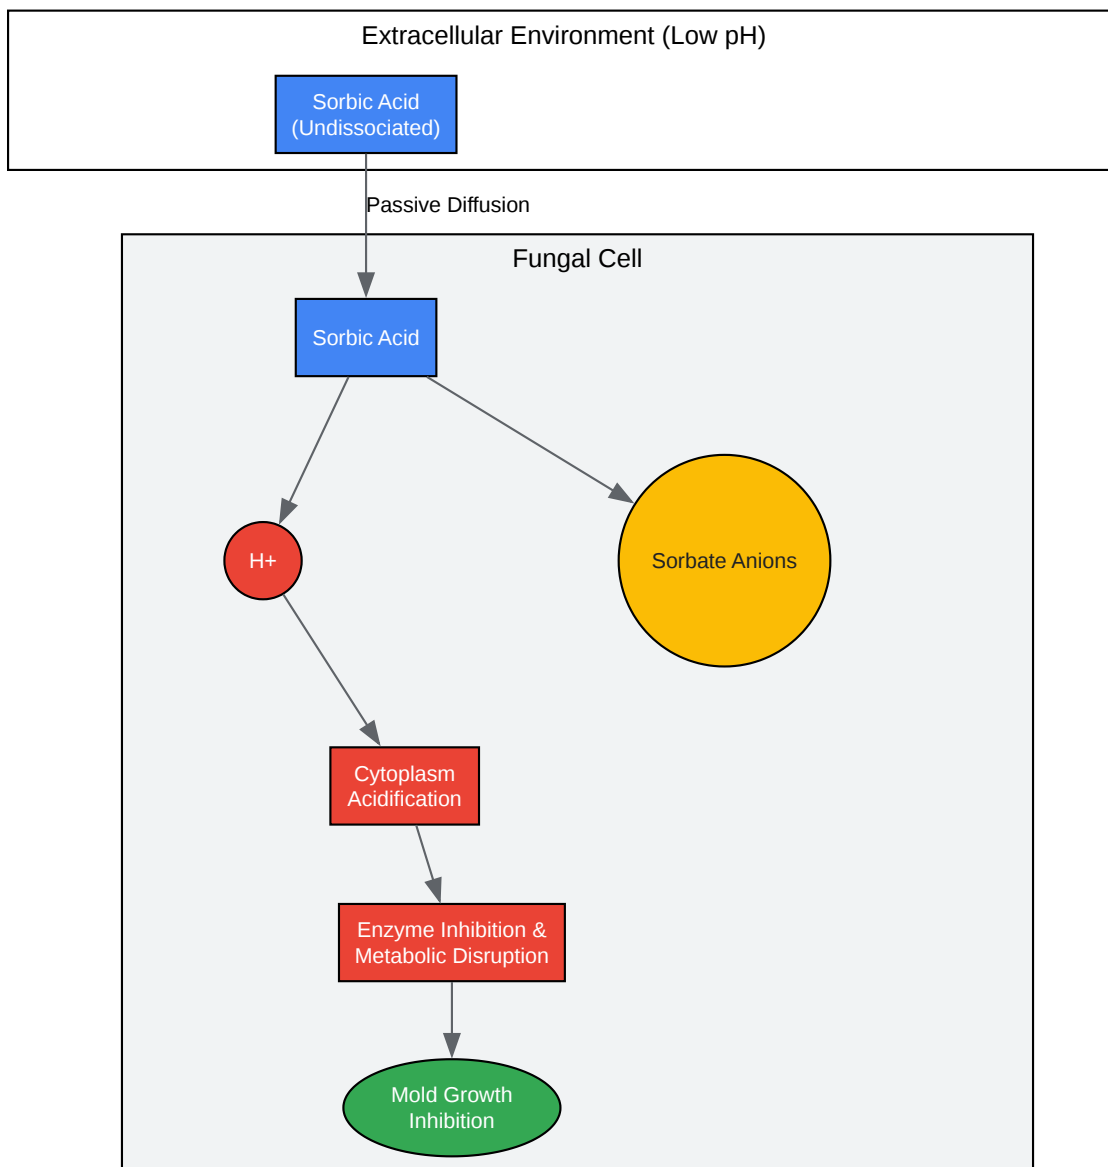 Extracellular Environment (Low pH)
Sorbic Acid
(Undissociated)
Passive Diffusion
Fungal Cell
Sorbic Acid
H+
Sorbate Anions
Cytoplasm
Acidification
Enzyme Inhibition &
Metabolic Disruption
Mold Growth
Inhibition